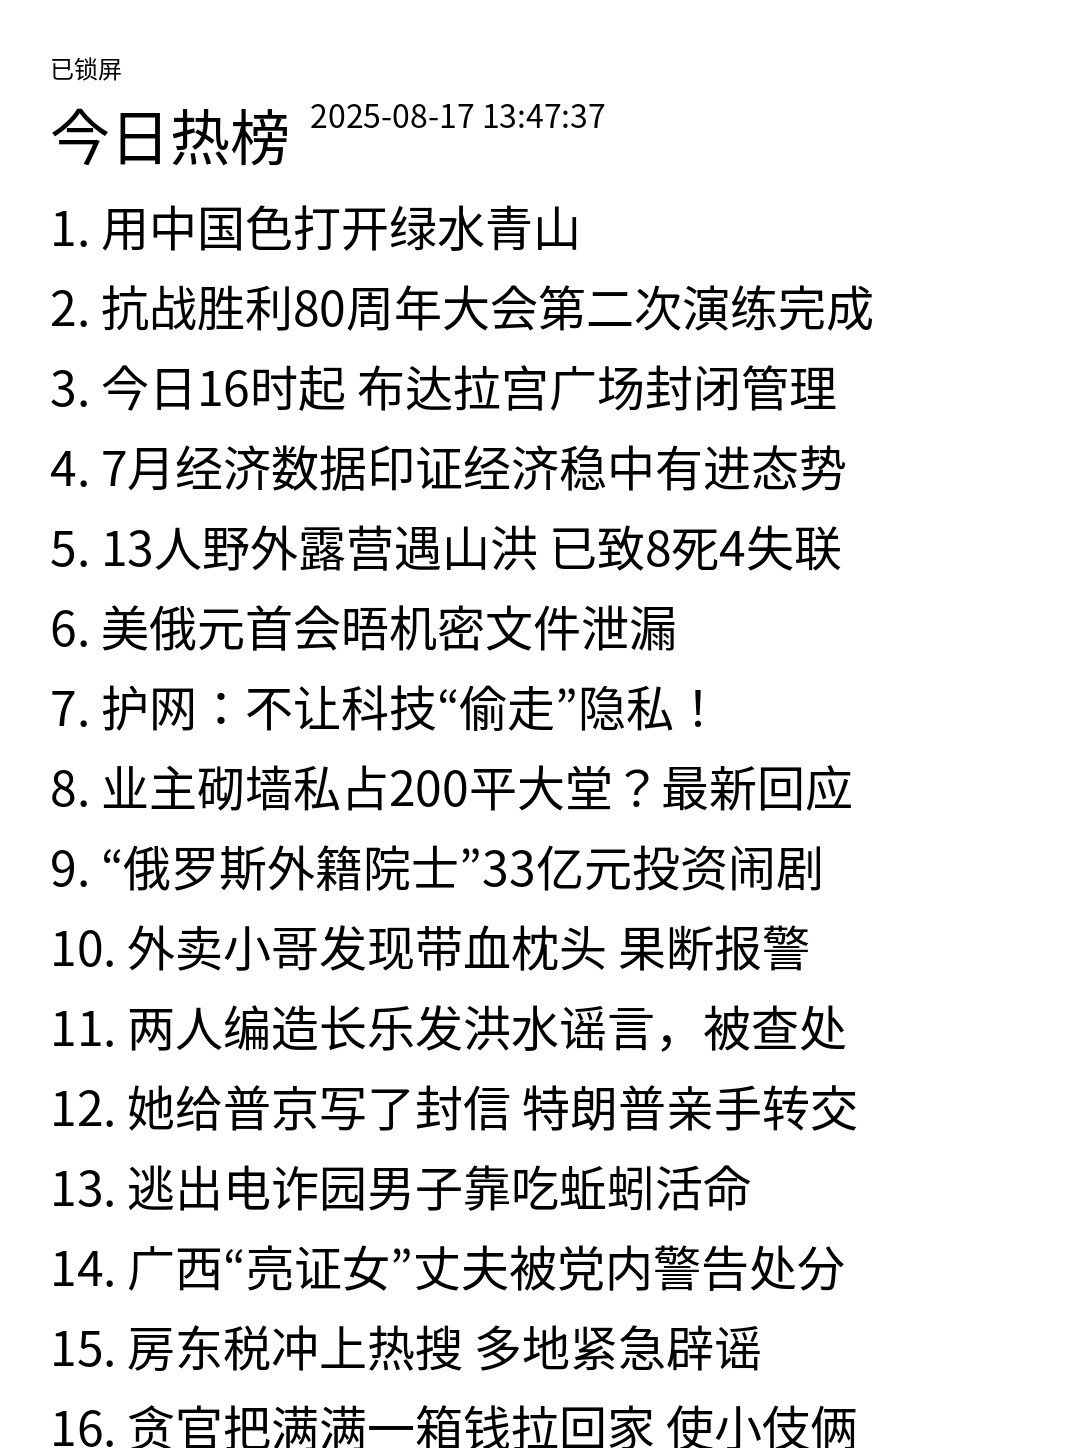 已锁屏
今日热榜 2025-08-17 13:47:37
1. 用中国色打开绿水青山
2. 抗战胜利80周年大会第二次演练完成
3. 今日16时起 布达拉宫广场封闭管理
4. 7月经济数据印证经济稳中有进态势
5. 13人野外露营遇山洪 已致8死4失联
6. 美俄元首会晤机密文件泄漏
7. 护网：不让科技“偷走”隐私！
8. 业主砌墙私占200平大堂？最新回应
9. “俄罗斯外籍院士”33亿元投资闹剧
10. 外卖小哥发现带血枕头 果断报警
11. 两人编造长乐发洪水谣言，被查处
12. 她给普京写了封信 特朗普亲手转交
13. 逃出电诈园男子靠吃蚯蚓活命
14. 广西“亮证女”丈夫被党内警告处分
15. 房东税冲上热搜 多地紧急辟谣
16. 贪官把满满一箱钱拉回家 使小伎俩